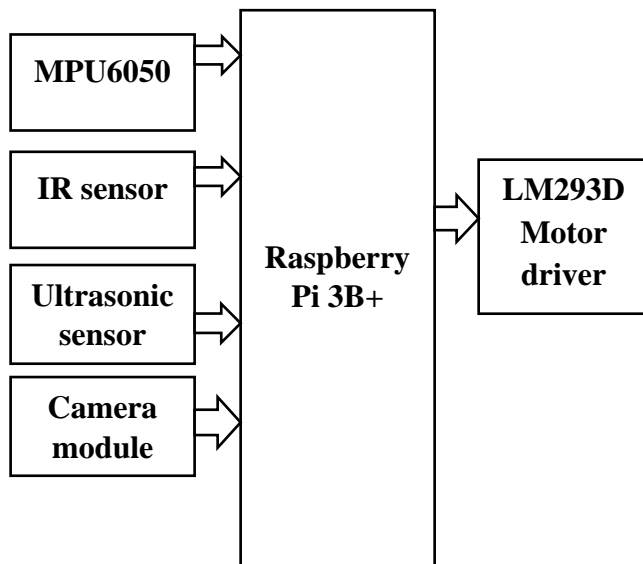 MPU6050
IR sensor
Ultrasonic
sensor
Camera
module
Raspberry
Pi 3B+
LM293D
Motor
driver